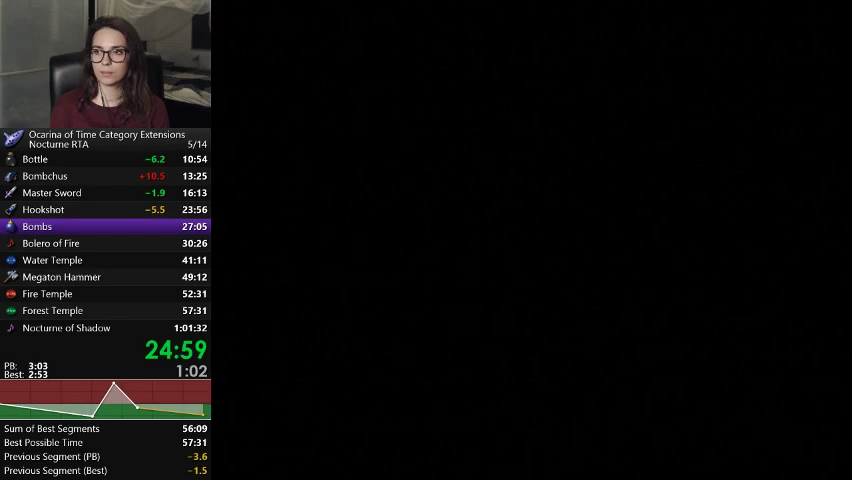 Ocarina of Time Category Extensions
Nocturne RTA 5/14
Bottle −6.2 10:54
Bombchus +10.5 13:25
Master Sword −1.9 16:13
Hookshot −5.5 23:56
Bombs 27:05
Bolero of Fire 30:26
Water Temple 41:11
Megaton Hammer 49:12
Fire Temple 52:31
Forest Temple 57:31
Nocturne of Shadow 1:01:32
24:59
PB: 3:03
Best: 2:53 1:02
Sum of Best Segments 56:09
Best Possible Time 57:31
Previous Segment (PB) −3.6
Previous Segment (Best) −1.5